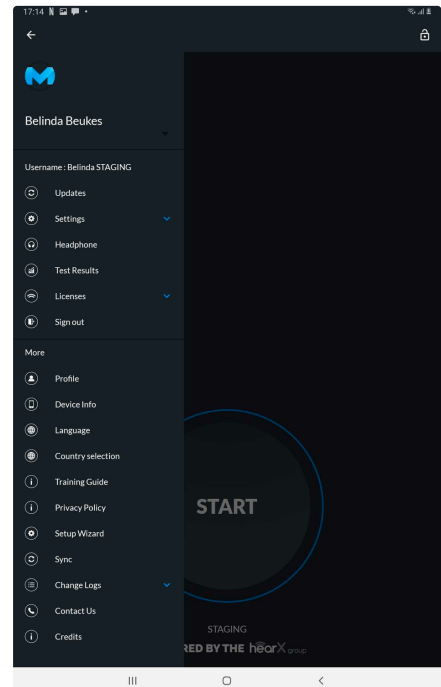 17:14
Belinda Beukes
Username : Belinda STAGING
Updates
Settings
Headphone
Test Results
Licenses
Sign out
More
Profile
Device Info
Language
Country selection
Training Guide
Privacy Policy
Setup Wizard
Sync
Change Logs
Contact Us
Credits
START
STAGING
RED BY THE hearX group